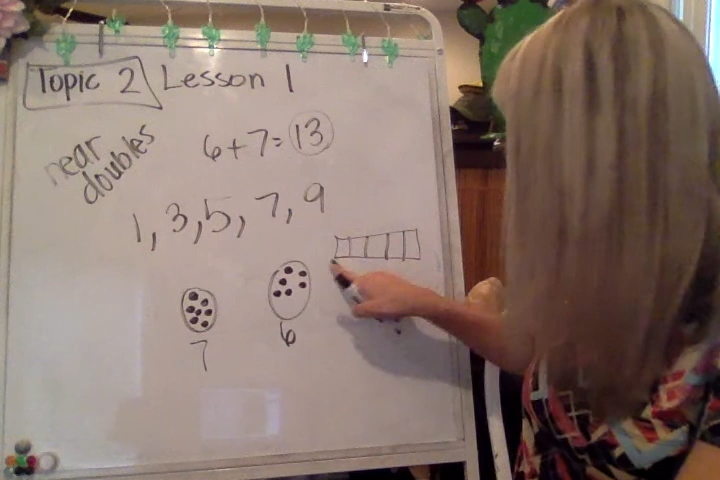 Topic 2 Lesson 1
near doubles
6+7=13
1, 3, 5, 7, 9
7 6